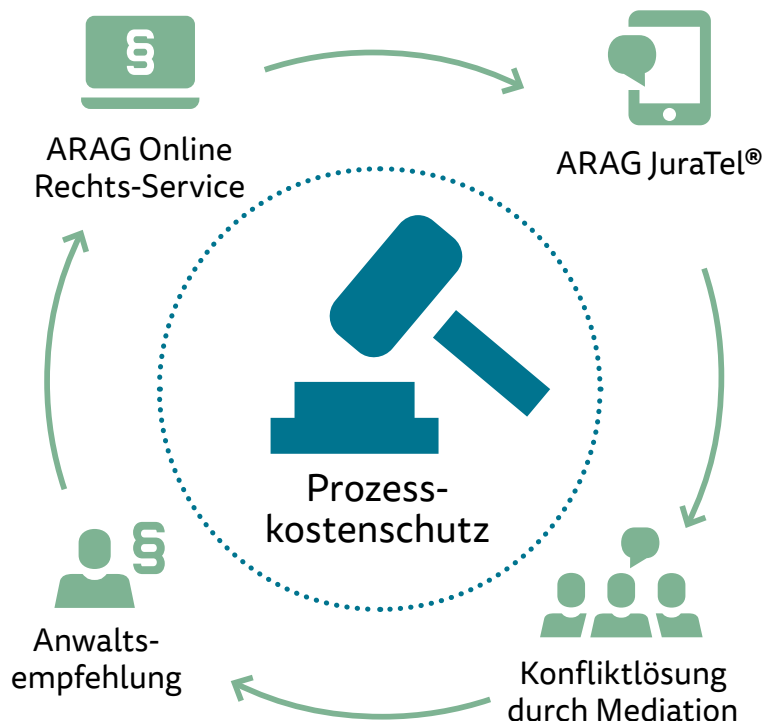 §
ARAG Online
Rechts-Service
ARAG JuraTel®
Prozess-
kostenschutz
§
Anwalts-
empfehlung
Konfliktlösung
durch Mediation